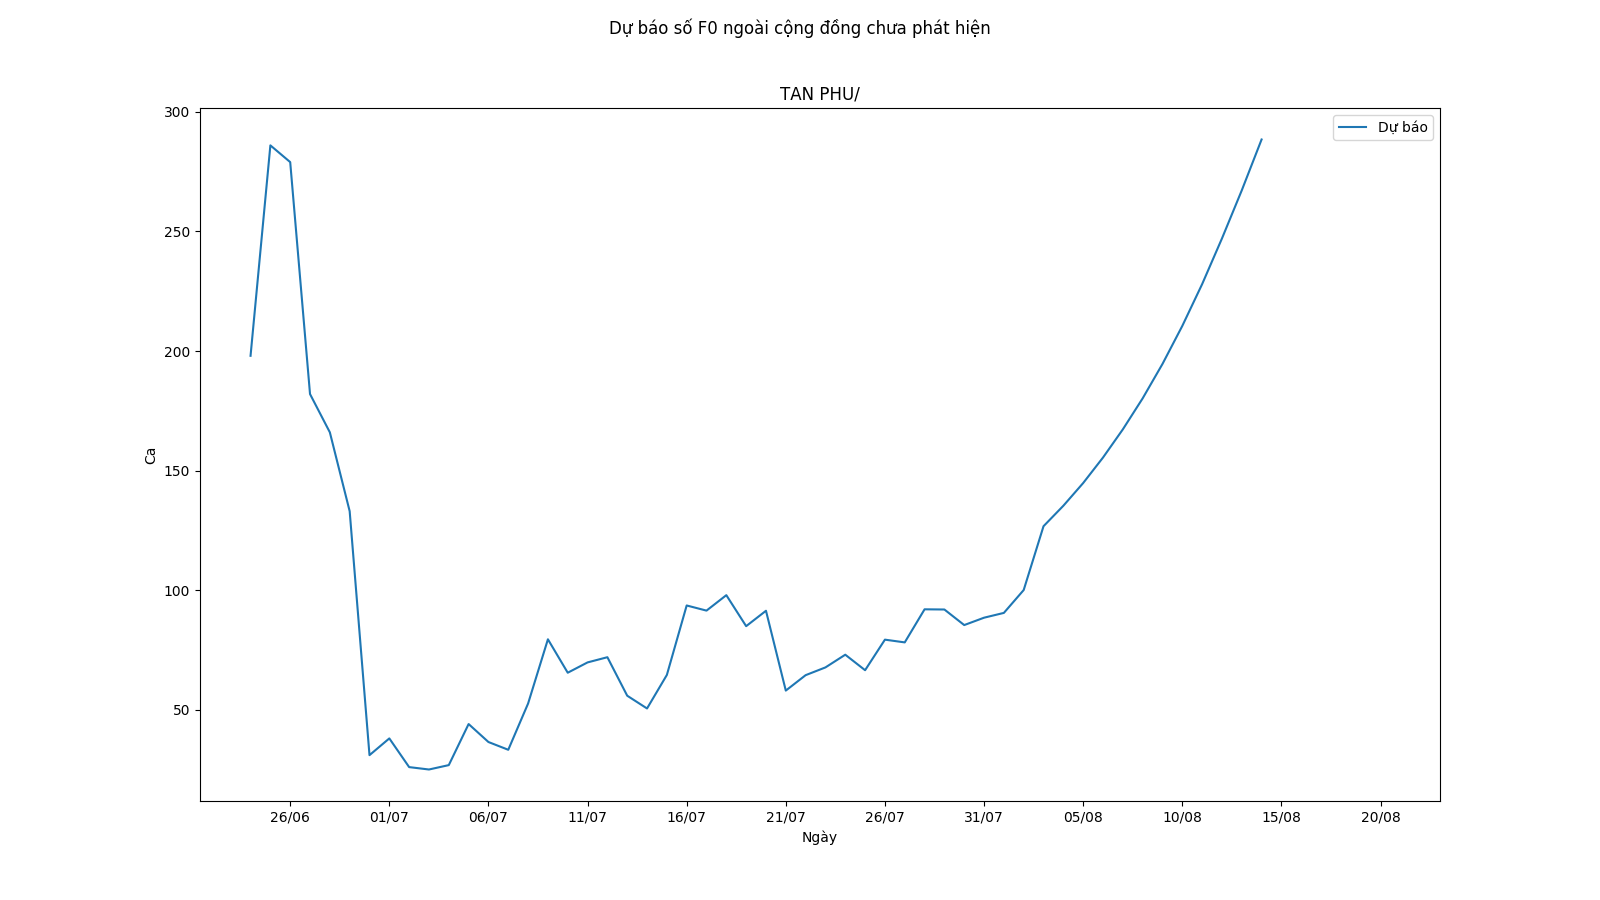 Dự báo số F0 ngoài cộng đồng chưa phát hiện
TAN PHU/
Dự báo
300
250
200
150
100
50
Ca
26/06 01/07 06/07 11/07 16/07 21/07 26/07 31/07 05/08 10/08 15/08 20/08
Ngày